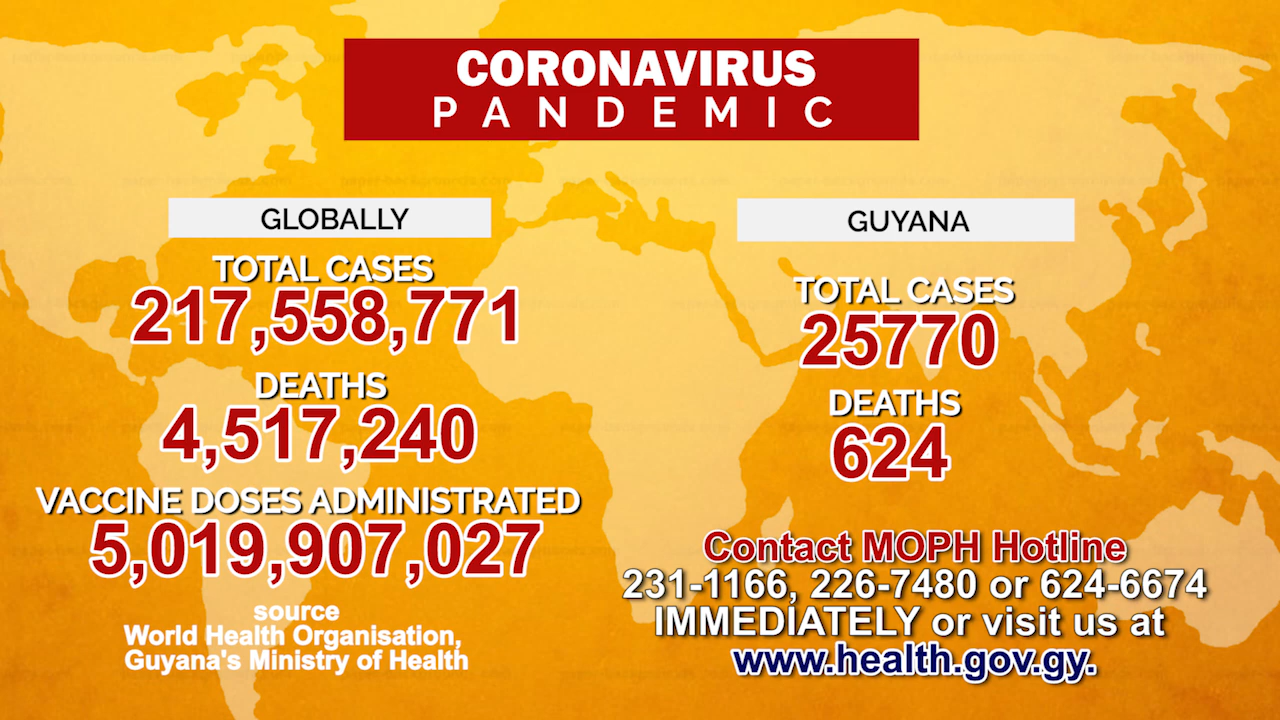 CORONAVIRUS
PANDEMIC
GLOBALLY
TOTAL CASES
217,558,771
DEATHS
4,517,240
VACCINE DOSES ADMINISTRATED
5,019,907,027
source
World Health Organisation,
Guyana's Ministry of Health
GUYANA
TOTAL CASES
25770
DEATHS
624
Contact MOPH Hotline
231-1166, 226-7480 or 624-6674
IMMEDIATELY or visit us at
www.health.gov.gy.